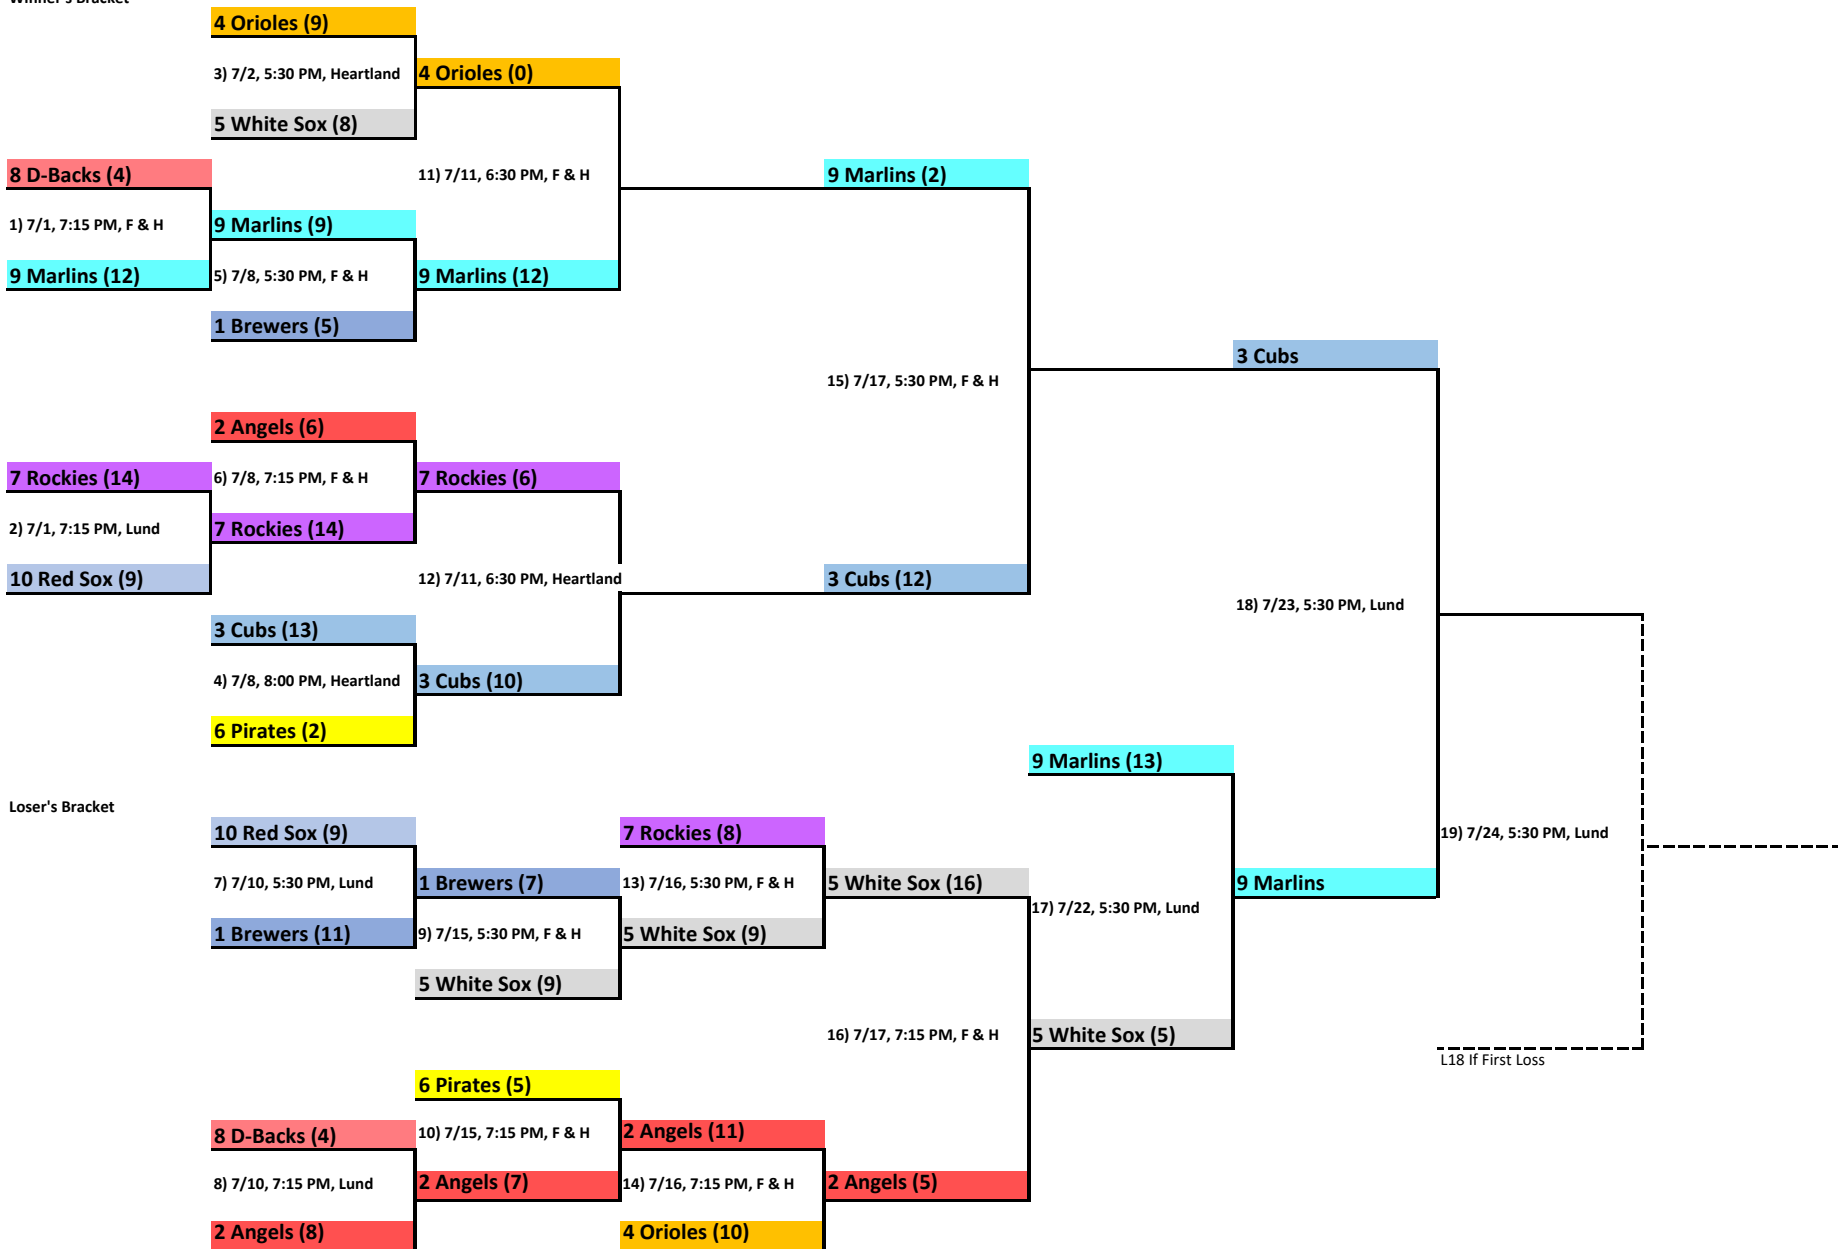 Winner's Bracket
4 Orioles (9)
3) 7/2, 5:30 PM, Heartland
4 Orioles (0)
5 White Sox (8)
8 D-Backs (4)
11) 7/11, 6:30 PM, F & H
9 Marlins (2)
1) 7/1, 7:15 PM, F & H
9 Marlins (9)
9 Marlins (12)
5) 7/8, 5:30 PM, F & H
9 Marlins (12)
1 Brewers (5)
3 Cubs
15) 7/17, 5:30 PM, F & H
2 Angels (6)
7 Rockies (14)
6) 7/8, 7:15 PM, F & H
7 Rockies (6)
2) 7/1, 7:15 PM, Lund
7 Rockies (14)
10 Red Sox (9)
12) 7/11, 6:30 PM, Heartland
3 Cubs (12)
18) 7/23, 5:30 PM, Lund
3 Cubs (13)
4) 7/8, 8:00 PM, Heartland
3 Cubs (10)
6 Pirates (2)
9 Marlins (13)
Loser's Bracket
10 Red Sox (9)
7 Rockies (8)
19) 7/24, 5:30 PM, Lund
7) 7/10, 5:30 PM, Lund
1 Brewers (7)
13) 7/16, 5:30 PM, F & H
5 White Sox (16)
9 Marlins
17) 7/22, 5:30 PM, Lund
1 Brewers (11)
9) 7/15, 5:30 PM, F & H
5 White Sox (9)
5 White Sox (9)
16) 7/17, 7:15 PM, F & H
5 White Sox (5)
L18 If First Loss
6 Pirates (5)
8 D-Backs (4)
10) 7/15, 7:15 PM, F & H
2 Angels (11)
8) 7/10, 7:15 PM, Lund
2 Angels (7)
14) 7/16, 7:15 PM, F & H
2 Angels (5)
2 Angels (8)
4 Orioles (10)